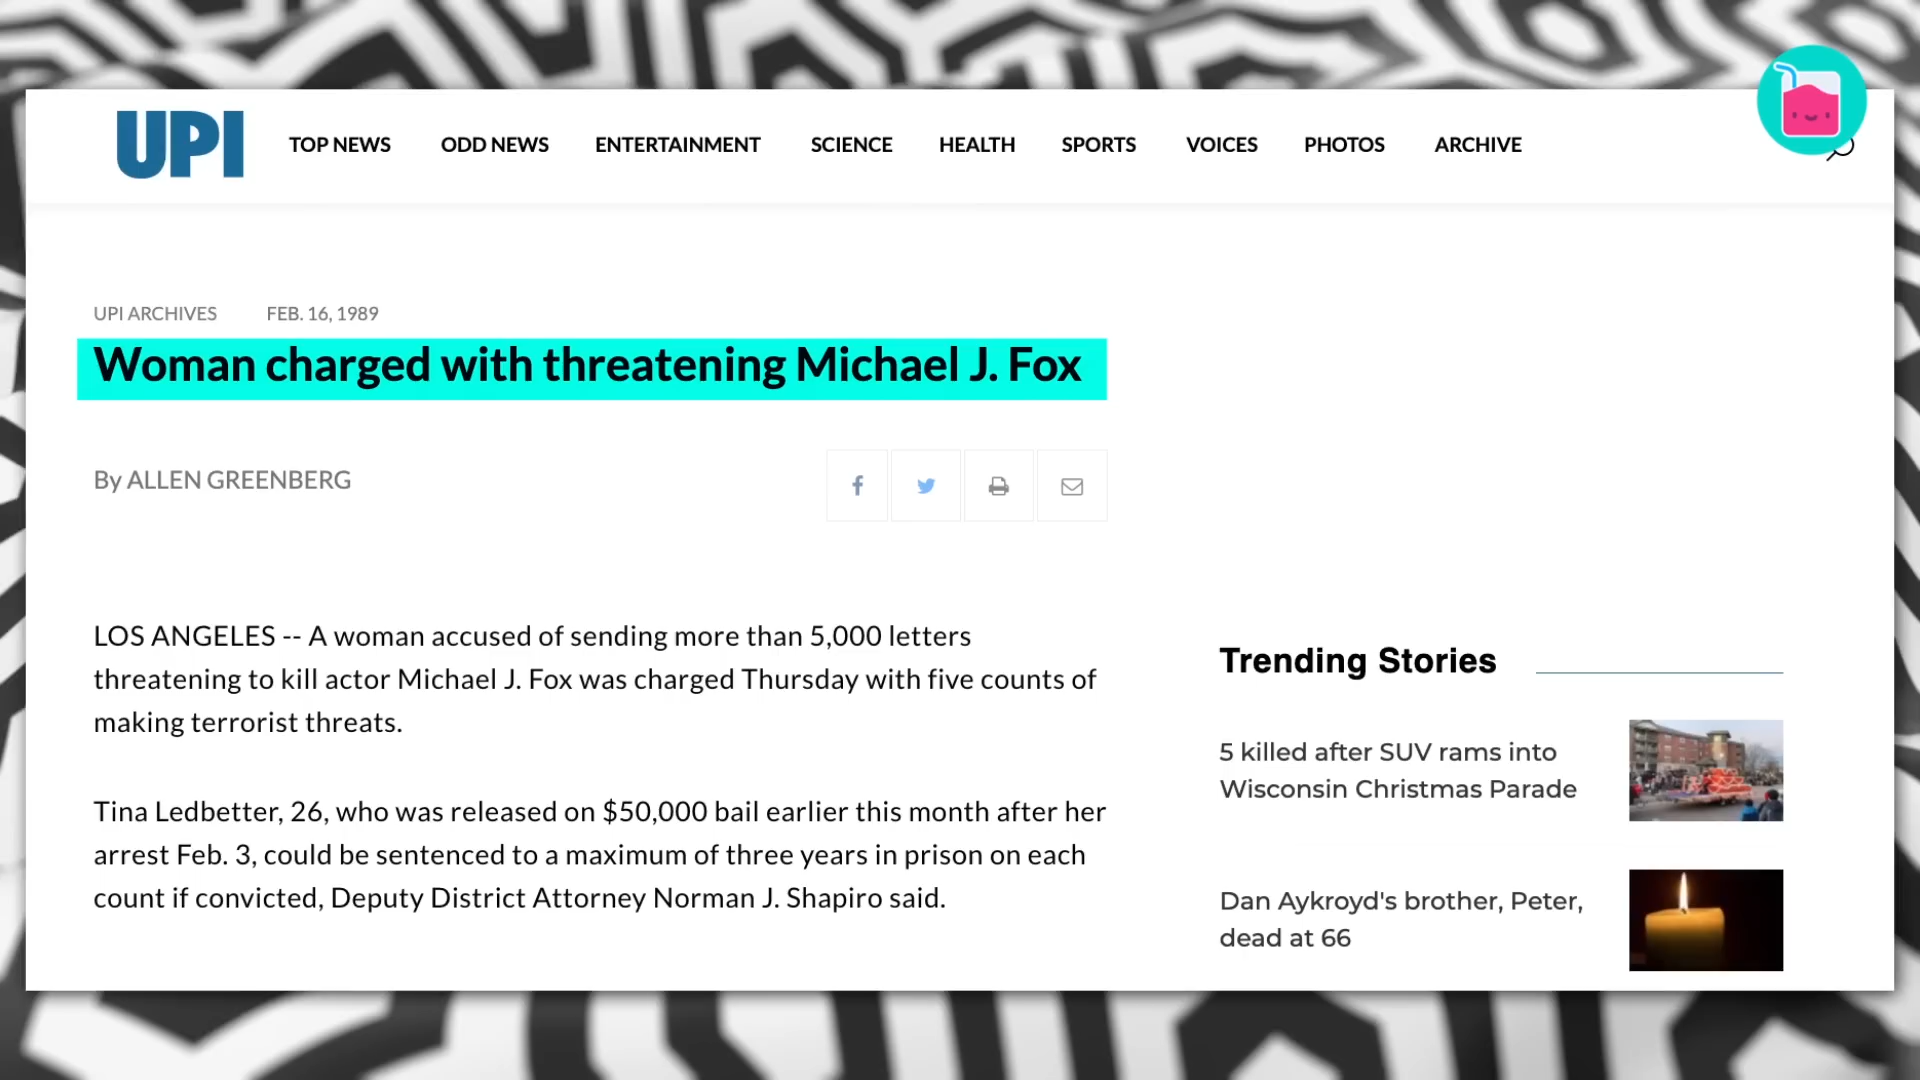 UPI
TOP NEWS ODD NEWS ENTERTAINMENT SCIENCE HEALTH SPORTS VOICES PHOTOS ARCHIVE
UPI ARCHIVES FEB. 16, 1989
Woman charged with threatening Michael J. Fox
By ALLEN GREENBERG
LOS ANGELES -- A woman accused of sending more than 5,000 letters
threatening to kill actor Michael J. Fox was charged Thursday with five counts of
making terrorist threats.
Tina Ledbetter, 26, who was released on $50,000 bail earlier this month after her
arrest Feb. 3, could be sentenced to a maximum of three years in prison on each
count if convicted, Deputy District Attorney Norman J. Shapiro said.
Trending Stories
5 killed after SUV rams into
Wisconsin Christmas Parade
Dan Aykroyd's brother, Peter,
dead at 66